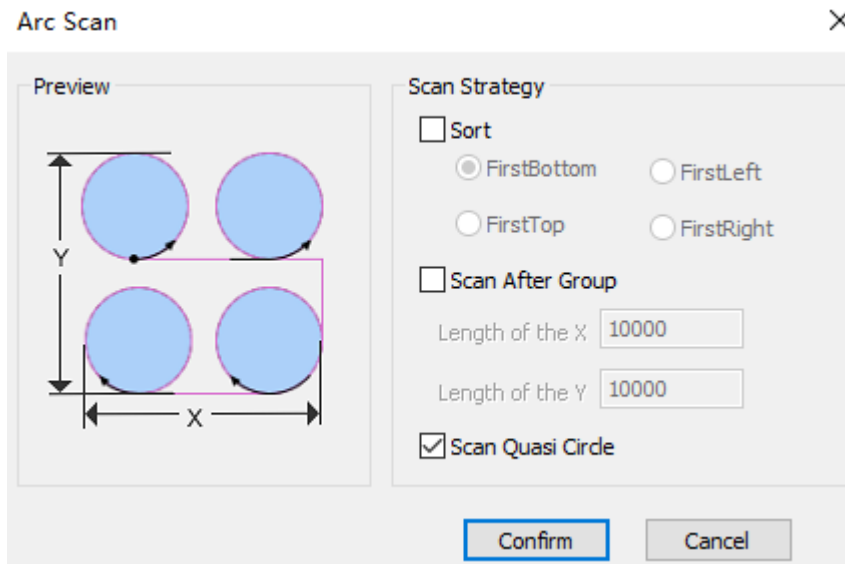 Arc Scan
Preview
Y
X
Scan Strategy
Sort
FirstBottom
FirstLeft
FirstTop
FirstRight
Scan After Group
Length of the X 10000
Length of the Y 10000
Scan Quasi Circle
Confirm
Cancel